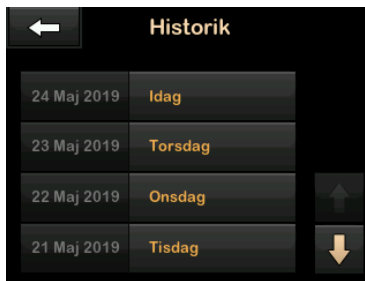 Historik
24 Maj 2019 Idag
23 Maj 2019 Torsdag
22 Maj 2019 Onsdag
21 Maj 2019 Tisdag